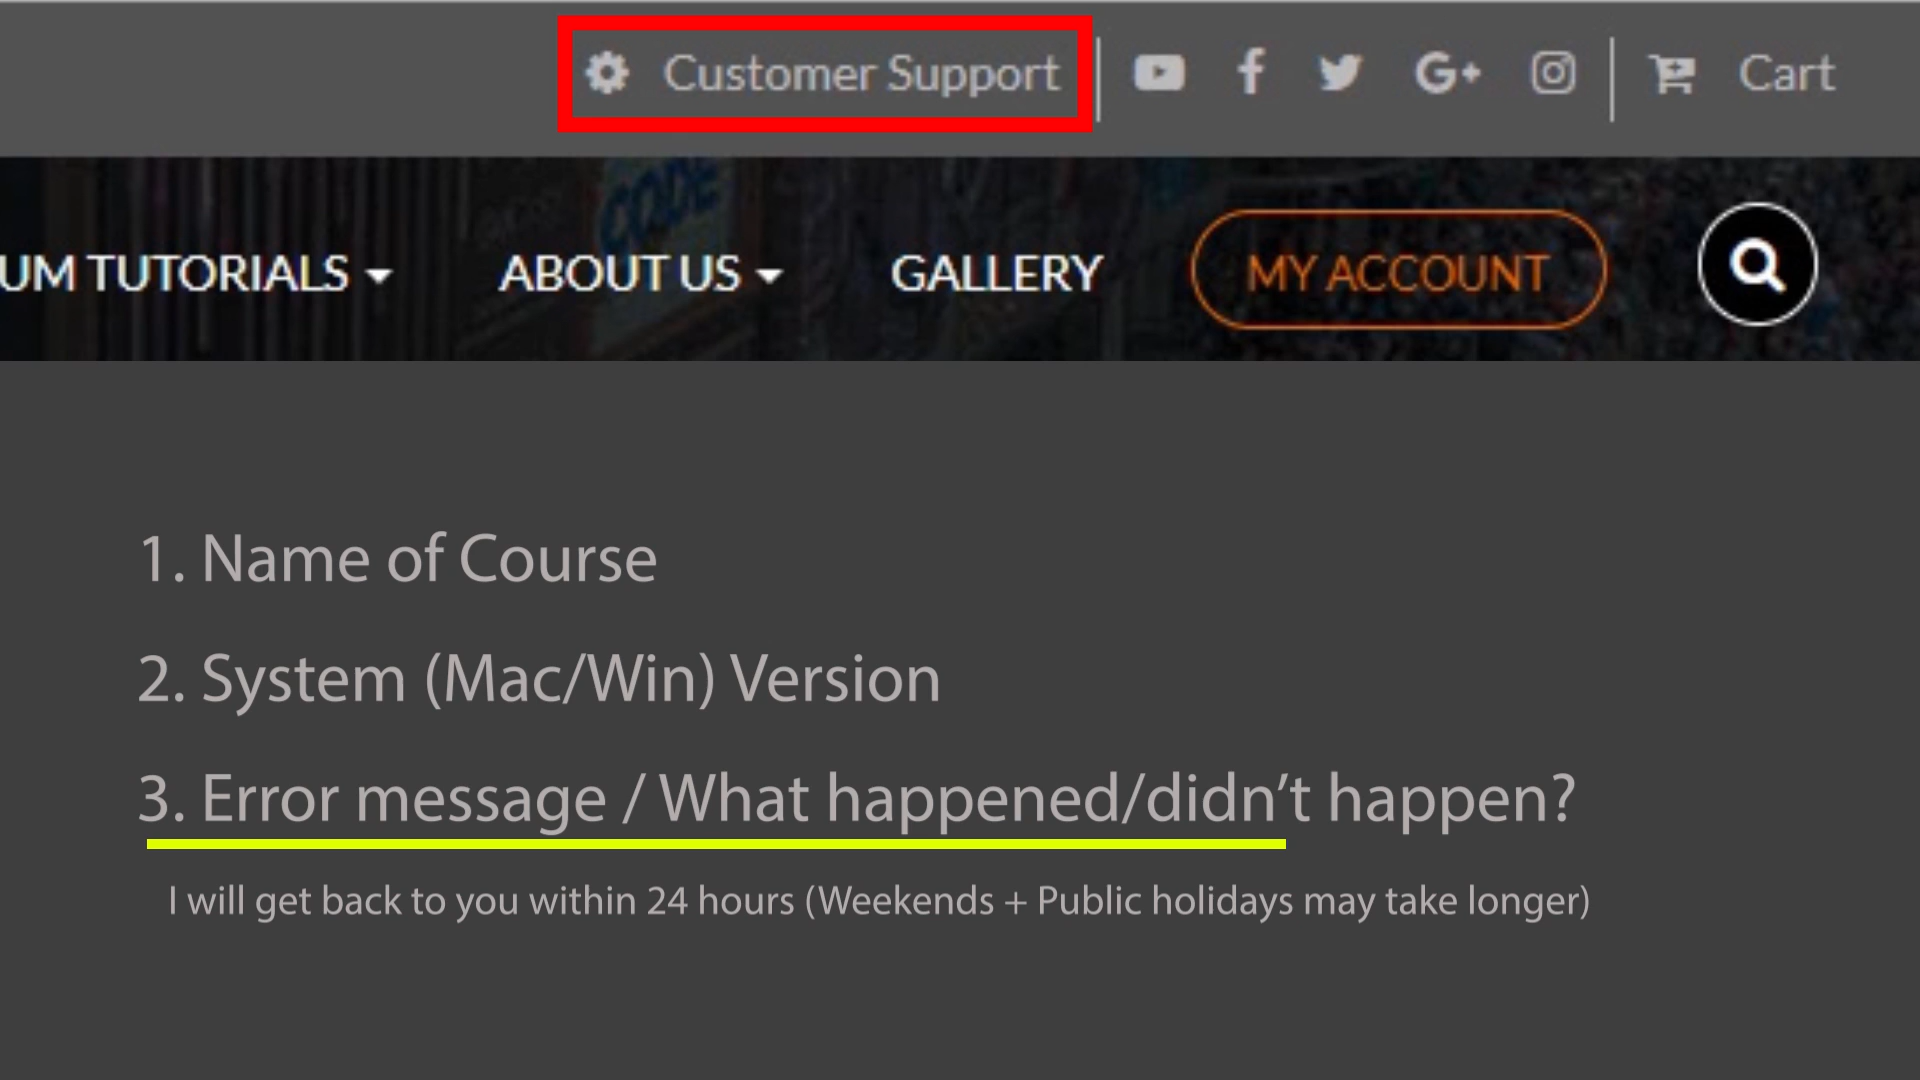 Customer Support
Cart
CODE
UM TUTORIALS ABOUT US GALLERY MY ACCOUNT
1. Name of Course
2. System (Mac/Win) Version
3. Error message / What happened/didn't happen?
I will get back to you within 24 hours (Weekends + Public holidays may take longer)